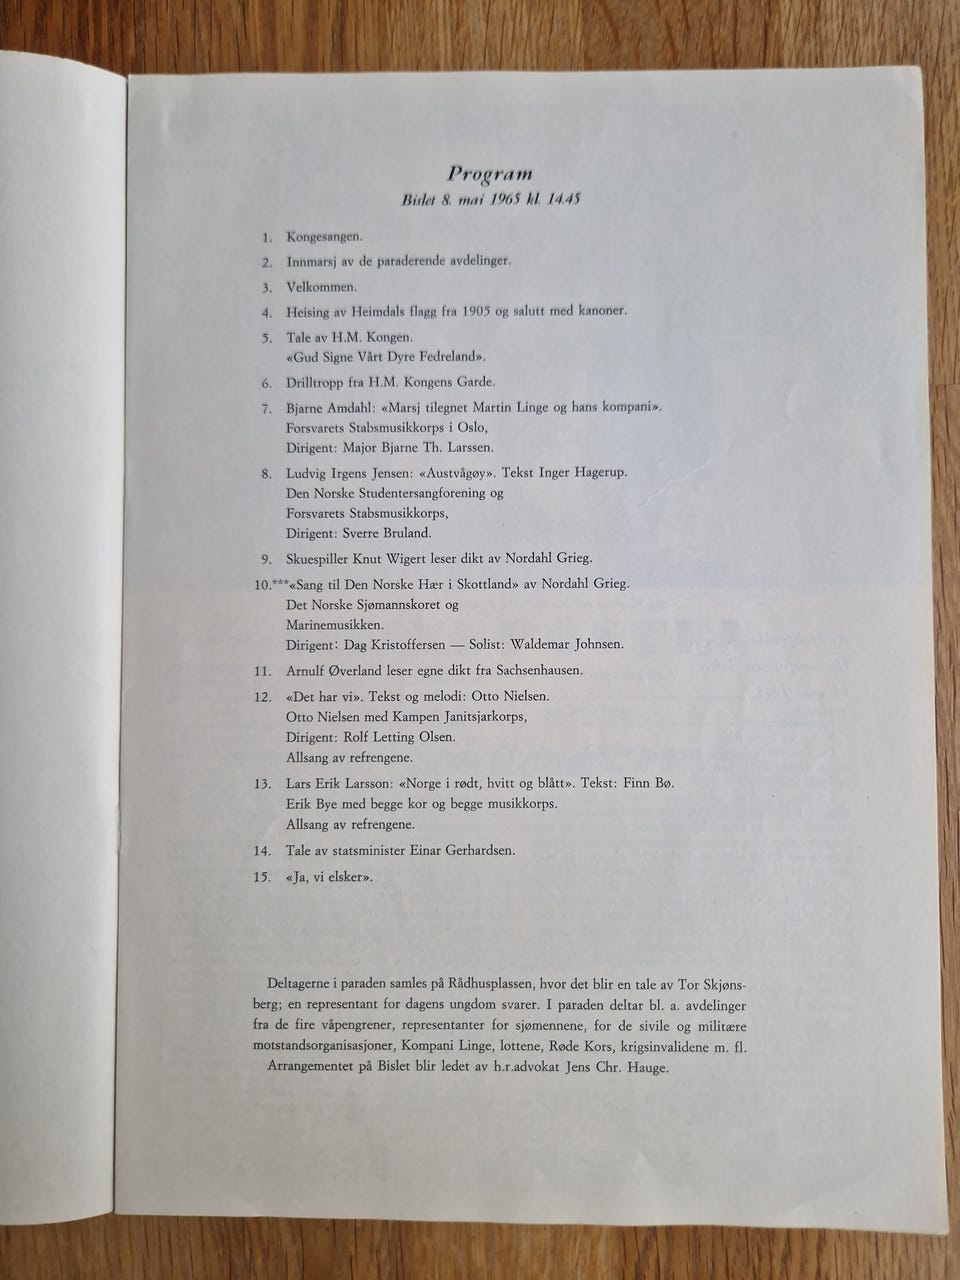 Program
Bislet 8. mai 1965 kl. 14.45
1. Kongesangen.
2. Innmarsj av de paraderende avdelinger.
3. Velkommen.
4. Heising av Heimdals flagg fra 1905 og salutt med kanoner.
5. Tale av H.M. Kongen.
«Gud Signe Vårt Dyre Fedreland».
6. Drilltropp fra H.M. Kongens Garde.
7. Bjarne Amdahl: «Marsj tilegnet Martin Linge og hans kompani».
Forsvarets Stabsmusikkorps i Oslo,
Dirigent: Major Bjarne Th. Larssen.
8. Ludvig Irgens Jensen: «Austvågøy». Tekst Inger Hagerup.
Den Norske Studentersangforening og
Forsvarets Stabsmusikkorps,
Dirigent: Sverre Bruland.
9. Skuespiller Knut Wigert leser dikt av Nordahl Grieg.
10.***«Sang til Den Norske Hær i Skottland» av Nordahl Grieg.
Det Norske Sjømannskoret og
Marinemusikken.
Dirigent: Dag Kristoffersen — Solist: Waldemar Johnsen.
11. Arnulf Øverland leser egne dikt fra Sachsenhausen.
12. «Det har vi». Tekst og melodi: Otto Nielsen.
Otto Nielsen med Kampen Janitsjarkorps,
Dirigent: Rolf Letting Olsen.
Allsang av refrengene.
13. Lars Erik Larsson: «Norge i rødt, hvitt og blått». Tekst: Finn Bø.
Erik Bye med begge kor og begge musikkorps.
Allsang av refrengene.
14. Tale av statsminister Einar Gerhardsen.
15. «Ja, vi elsker».
Deltagerne i paraden samles på Rådhusplassen, hvor det blir en tale av Tor Skjøns-
berg; en representant for dagens ungdom svarer. I paraden deltar bl. a. avdelinger
fra de fire våpengrener, representanter for sjømennene, for de sivile og militære
motstandsorganisasjoner, Kompani Linge, lottene, Røde Kors, krigsinvalidene m. fl.
Arrangementet på Bislet blir ledet av h.r.advokat Jens Chr. Hauge.